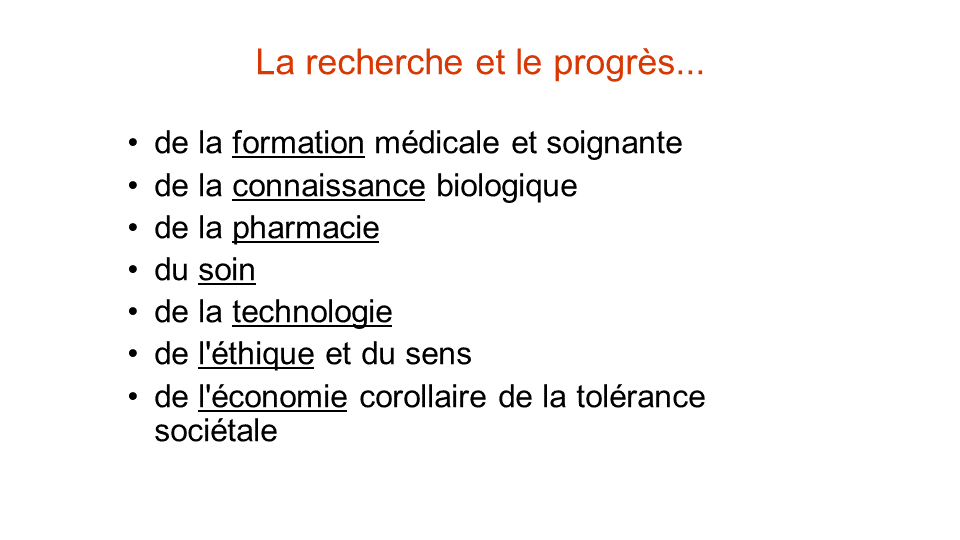 La recherche et le progrès...
• de la formation médicale et soignante
• de la connaissance biologique
• de la pharmacie
• du soin
• de la technologie
• de l'éthique et du sens
• de l'économie corollaire de la tolérance
sociétale